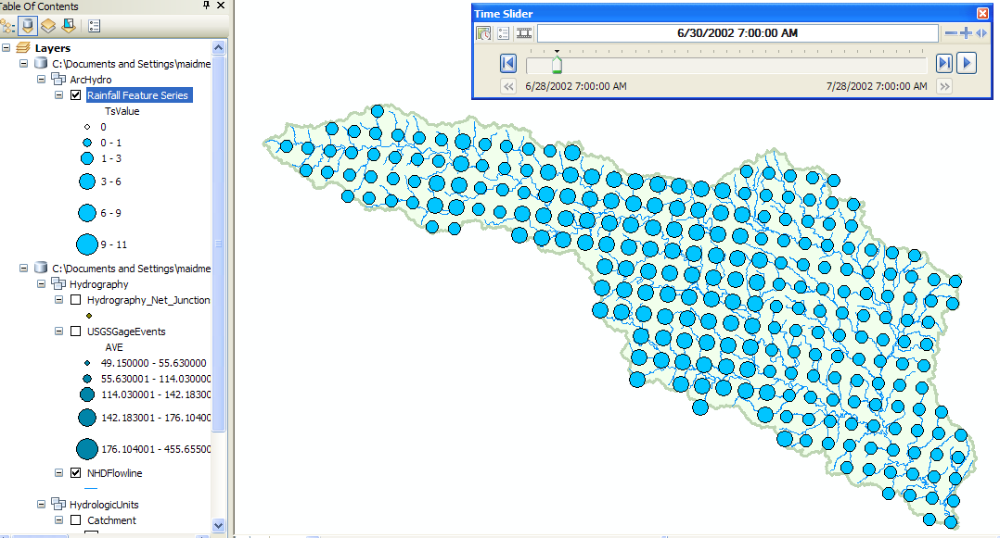 Table Of Contents
Layers
C:\Documents and Settings\maidme
ArcHydro
Rainfall Feature Series
TsValue
0
0 - 1
1 - 3
3 - 6
6 - 9
9 - 11
C:\Documents and Settings\maidme
Hydrography
Hydrography_Net_Junction
USGSGageEvents
AVE
49.150000 - 55.630000
55.630001 - 114.030000
114.030001 - 142.18300
142.183001 - 176.10400
176.104001 - 455.65500
NHDFlowline
HydrologicUnits
Catchment
Time Slider
6/30/2002 7:00:00 AM
6/28/2002 7:00:00 AM
7/28/2002 7:00:00 AM